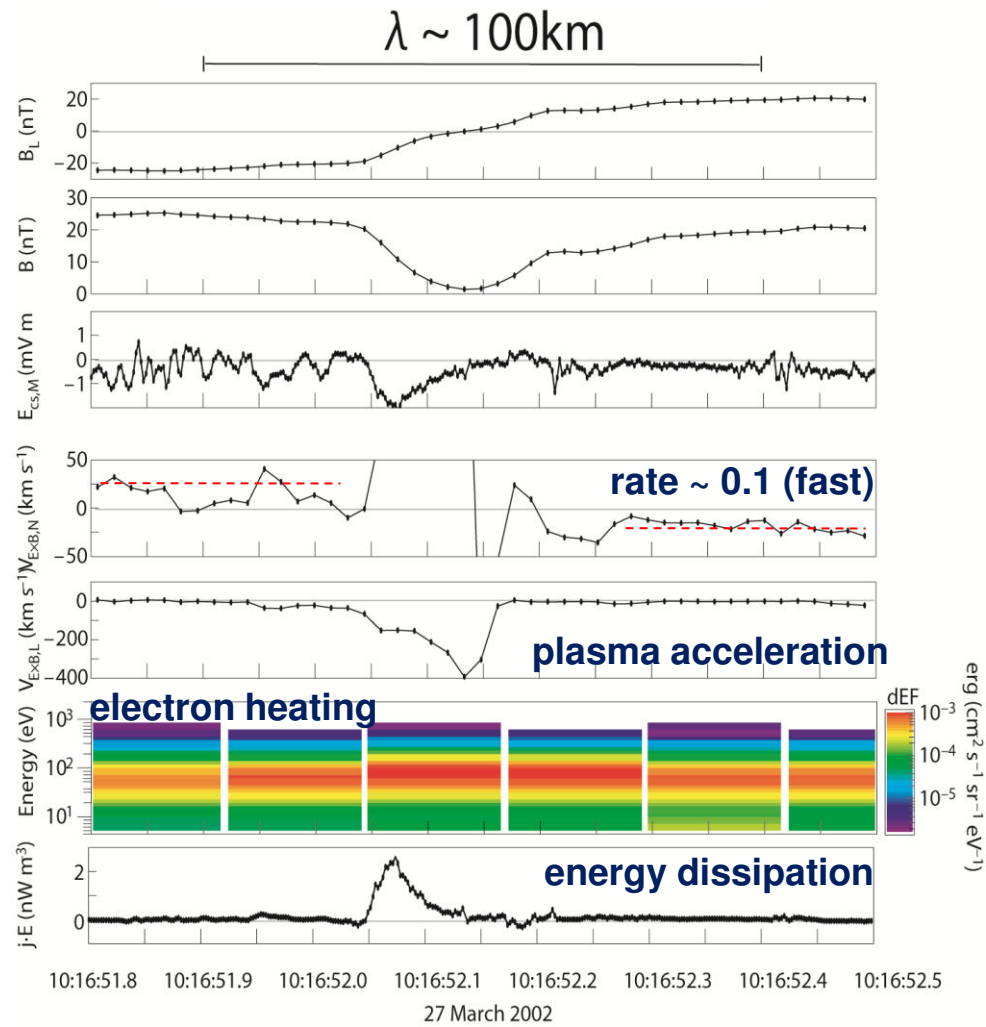 λ ~ 100km
B_L (nT)
20
0
−20
B (nT)
30
20
10
0
E_CS,M (mV m
1
0
−1
V_E×B,N (km s⁻¹)
50
0
−50
rate ~ 0.1 (fast)
V_E×B,L (km s⁻¹)
0
−200
−400
plasma acceleration
electron heating
Energy (eV)
10³
10²
10¹
dEF
10⁻³
10⁻⁴
10⁻⁵
erg (cm² s⁻¹ sr⁻¹ eV⁻¹)
j·E (nW m³)
2
0
energy dissipation
10:16:51.8 10:16:51.9 10:16:52.0 10:16:52.1 10:16:52.2 10:16:52.3 10:16:52.4 10:16:52.5
27 March 2002